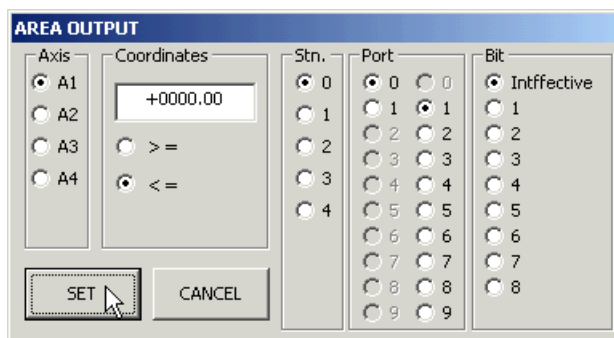 AREA OUTPUT
Axis
A1
A2
A3
A4
Coordinates
+0000.00
> =
< =
SET
CANCEL
Stn.
0
1
2
3
4
Port
0 0
1 1
2 2
3 3
4 4
5 5
6 6
7 7
8 8
9 9
Bit
Intffective
1
2
3
4
5
6
7
8